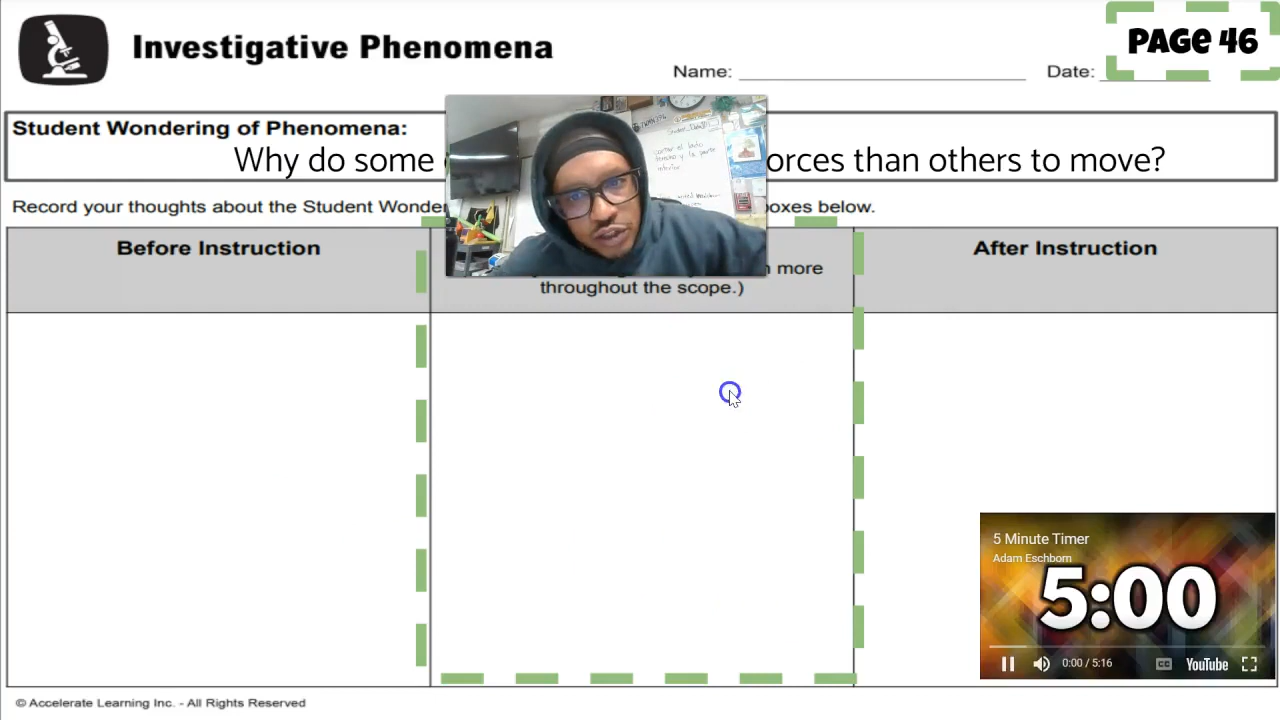 PAGE 46
Investigative Phenomena
Name: Date:
Student Wondering of Phenomena:
Why do some orces than others to move?
Record your thoughts about the Student Wonder oxes below.
Before Instruction
more
throughout the scope.)
After Instruction
5 Minute Timer
Adam Eschborn
5:00
0:00 / 5:16
CC
YouTube
© Accelerate Learning Inc. - All Rights Reserved